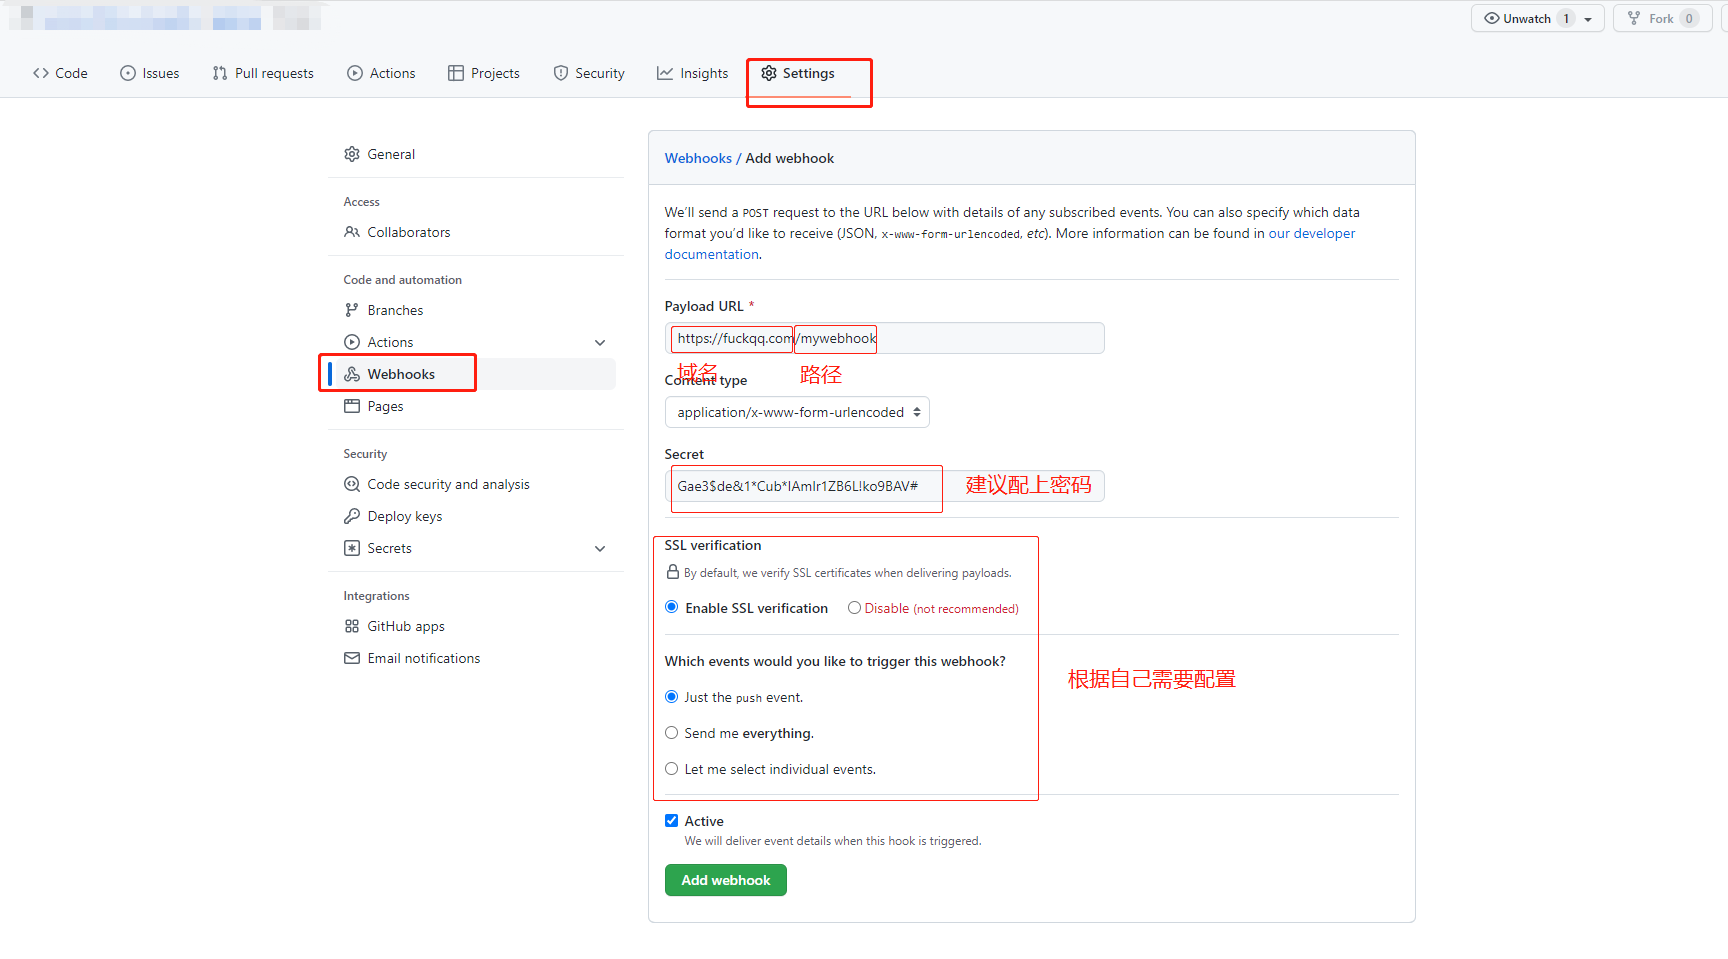 Unwatch 1
Fork 0
Code
Issues
Pull requests
Actions
Projects
Security
Insights
Settings
General
Access
Collaborators
Code and automation
Branches
Actions
Webhooks
Pages
Security
Code security and analysis
Deploy keys
Secrets
Integrations
GitHub apps
Email notifications
Webhooks / Add webhook
We'll send a POST request to the URL below with details of any subscribed events. You can also specify which data
format you'd like to receive (JSON, x-www-form-urlencoded, etc). More information can be found in our developer
documentation.
Payload URL *
https://fuckqq.com/mywebhook
域名
路径
Content type
application/x-www-form-urlencoded
Secret
Gae3$de&1*Cub*IAmIr1ZB6L!ko9BAV#
建议配上密码
SSL verification
By default, we verify SSL certificates when delivering payloads.
Enable SSL verification
Disable (not recommended)
Which events would you like to trigger this webhook?
Just the push event.
根据自己需要配置
Send me everything.
Let me select individual events.
Active
We will deliver event details when this hook is triggered.
Add webhook